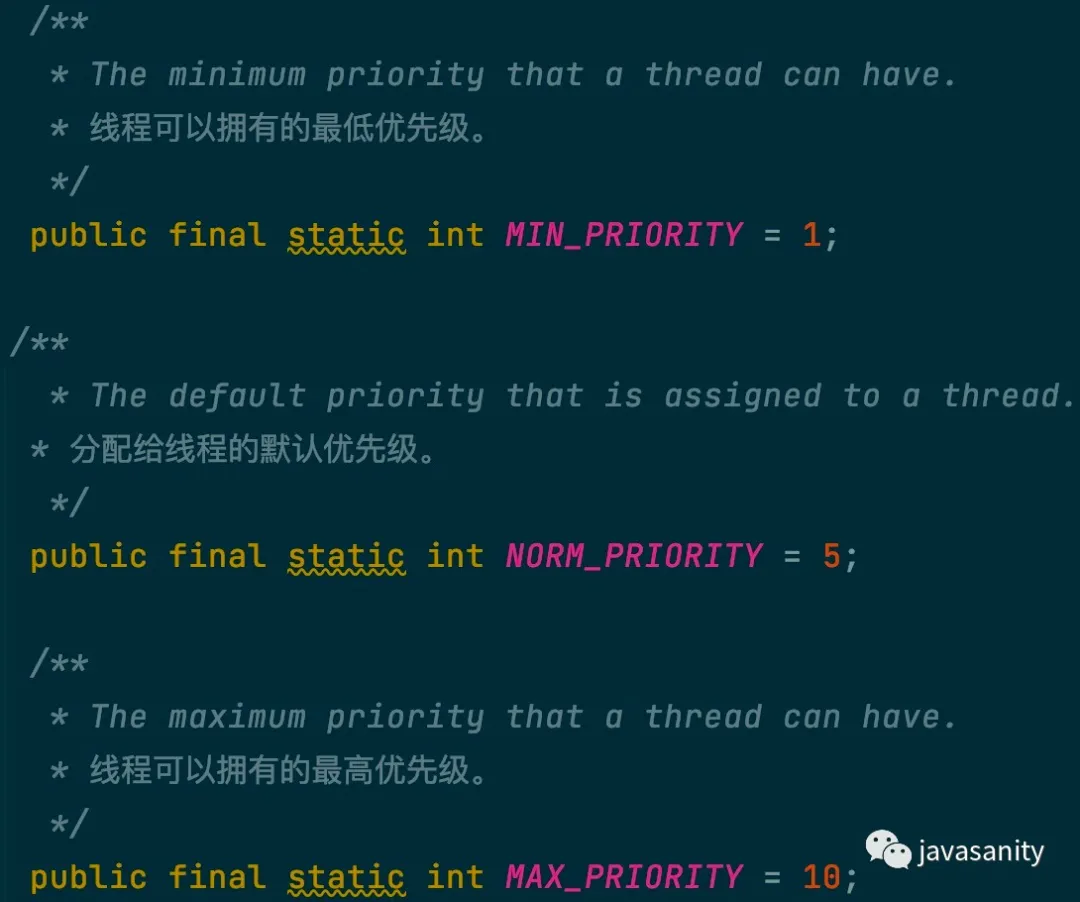 /**
* The minimum priority that a thread can have.
* 线程可以拥有的最低优先级。
*/
public final static int MIN_PRIORITY = 1;
/**
* The default priority that is assigned to a thread.
* 分配给线程的默认优先级。
*/
public final static int NORM_PRIORITY = 5;
/**
* The maximum priority that a thread can have.
* 线程可以拥有的最高优先级。
*/
javasanity
public final static int MAX_PRIORITY = 10;